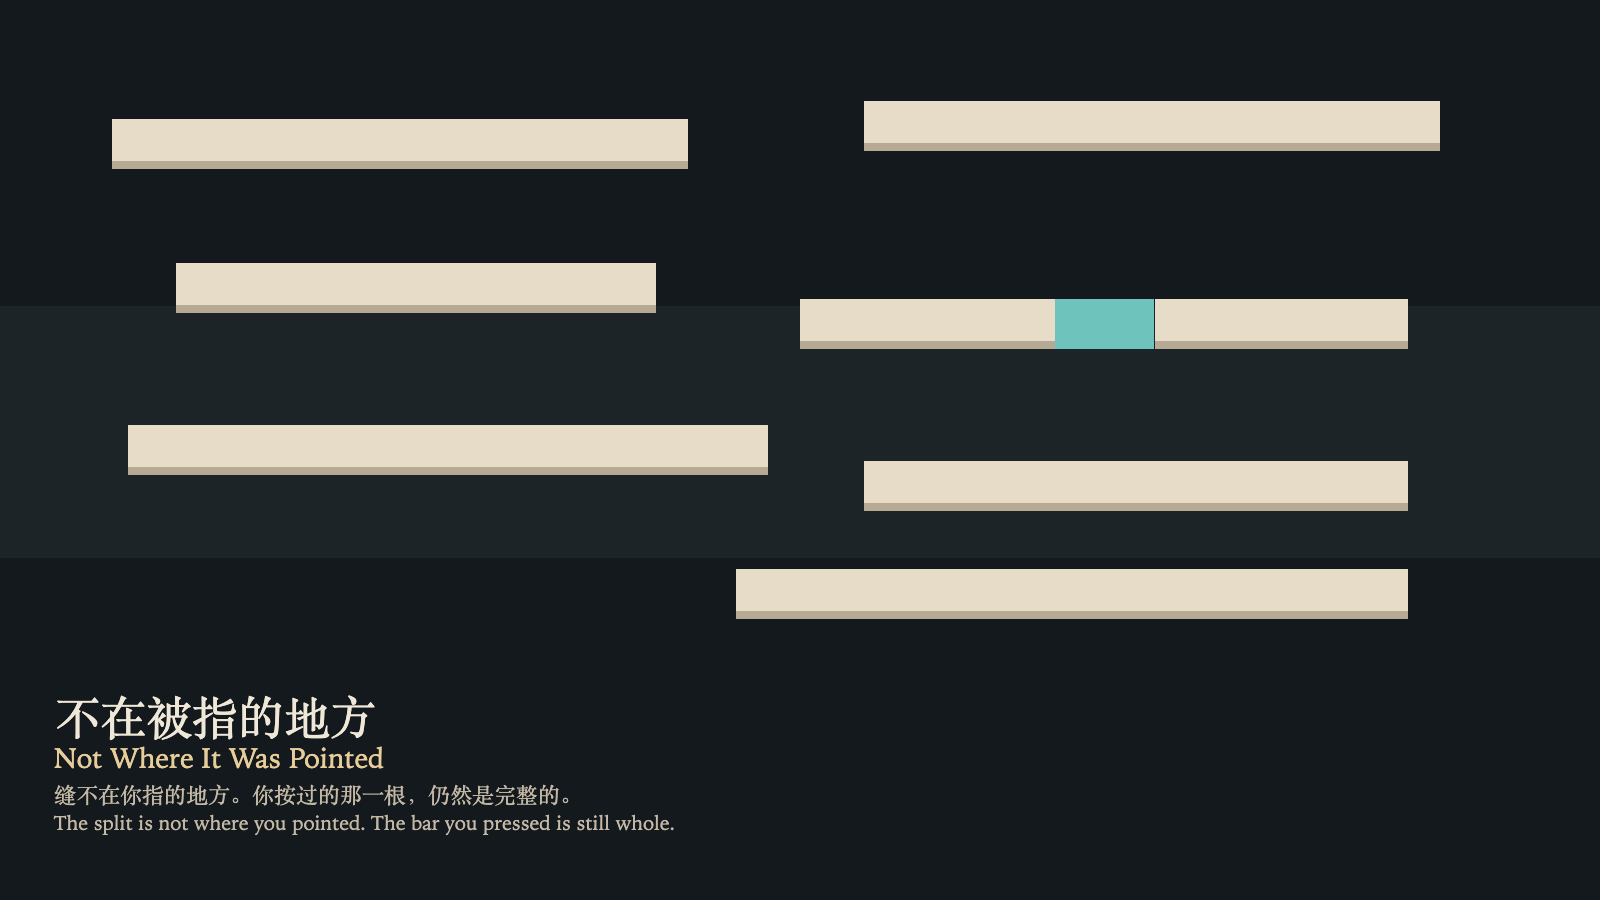 不在被指的地方
Not Where It Was Pointed
缝不在你指的地方。你按过的那一根，仍然是完整的。
The split is not where you pointed. The bar you pressed is still whole.